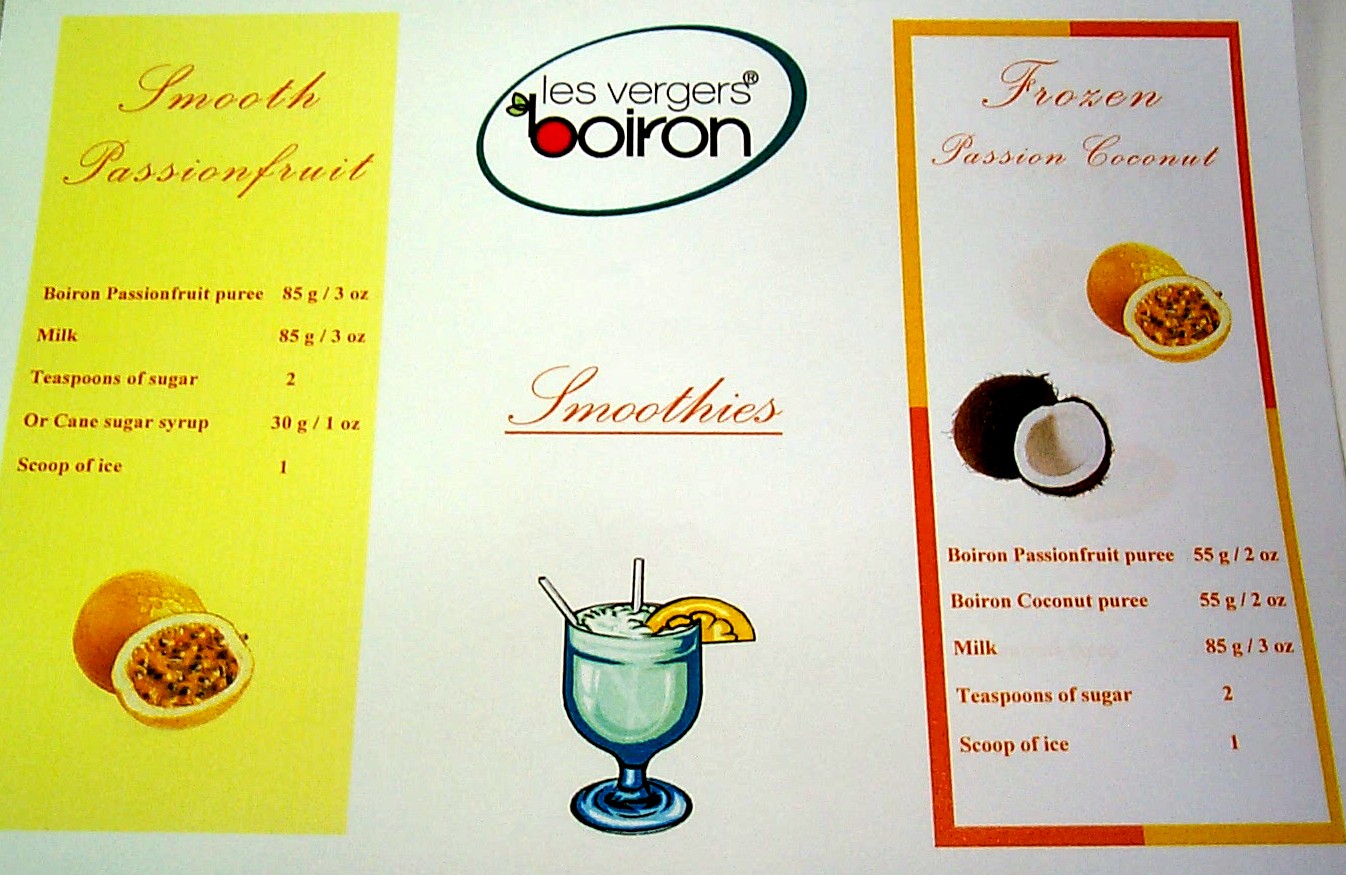 Smooth
Passionfruit
Boiron Passionfruit puree 85 g / 3 oz
Milk 85 g / 3 oz
Teaspoons of sugar 2
Or Cane sugar syrup 30 g / 1 oz
Scoop of ice 1
les vergers®
boiron
Smoothies
Frozen
Passion Coconut
Boiron Passionfruit puree 55 g / 2 oz
Boiron Coconut puree 55 g / 2 oz
Milk 85 g / 3 oz
Teaspoons of sugar 2
Scoop of ice 1